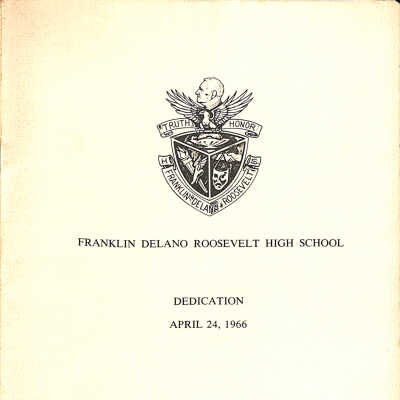 TRUTH HONOR
H S
FRANKLIN DELANO ROOSEVELT
FRANKLIN DELANO ROOSEVELT HIGH SCHOOL
DEDICATION
APRIL 24, 1966